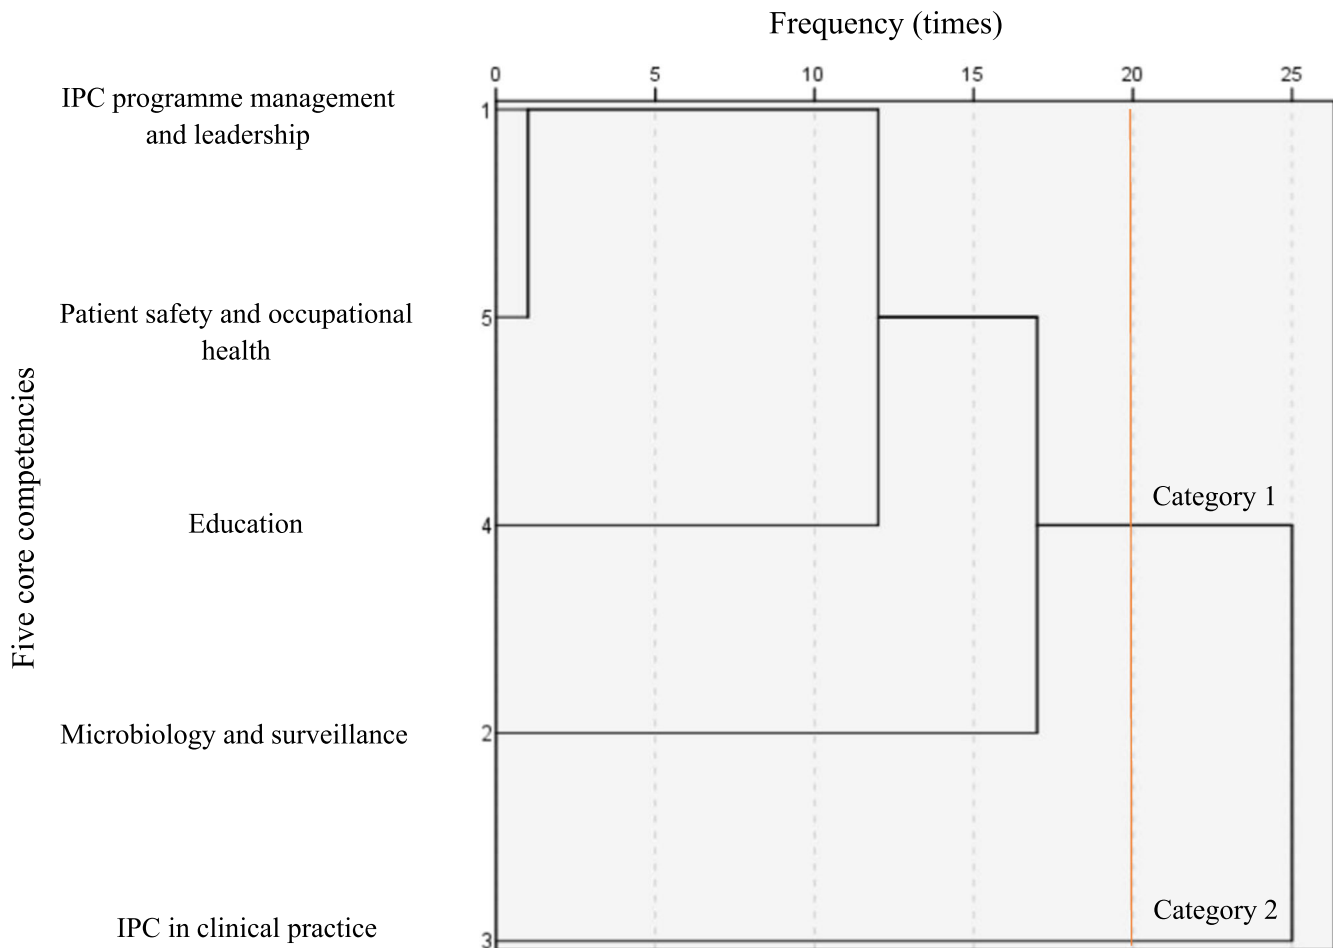 Frequency (times)
0 5 10 15 20 25
IPC programme management
and leadership
1
Patient safety and occupational
health
5
Five core competencies
Education
4
Category 1
Microbiology and surveillance
2
IPC in clinical practice
3
Category 2